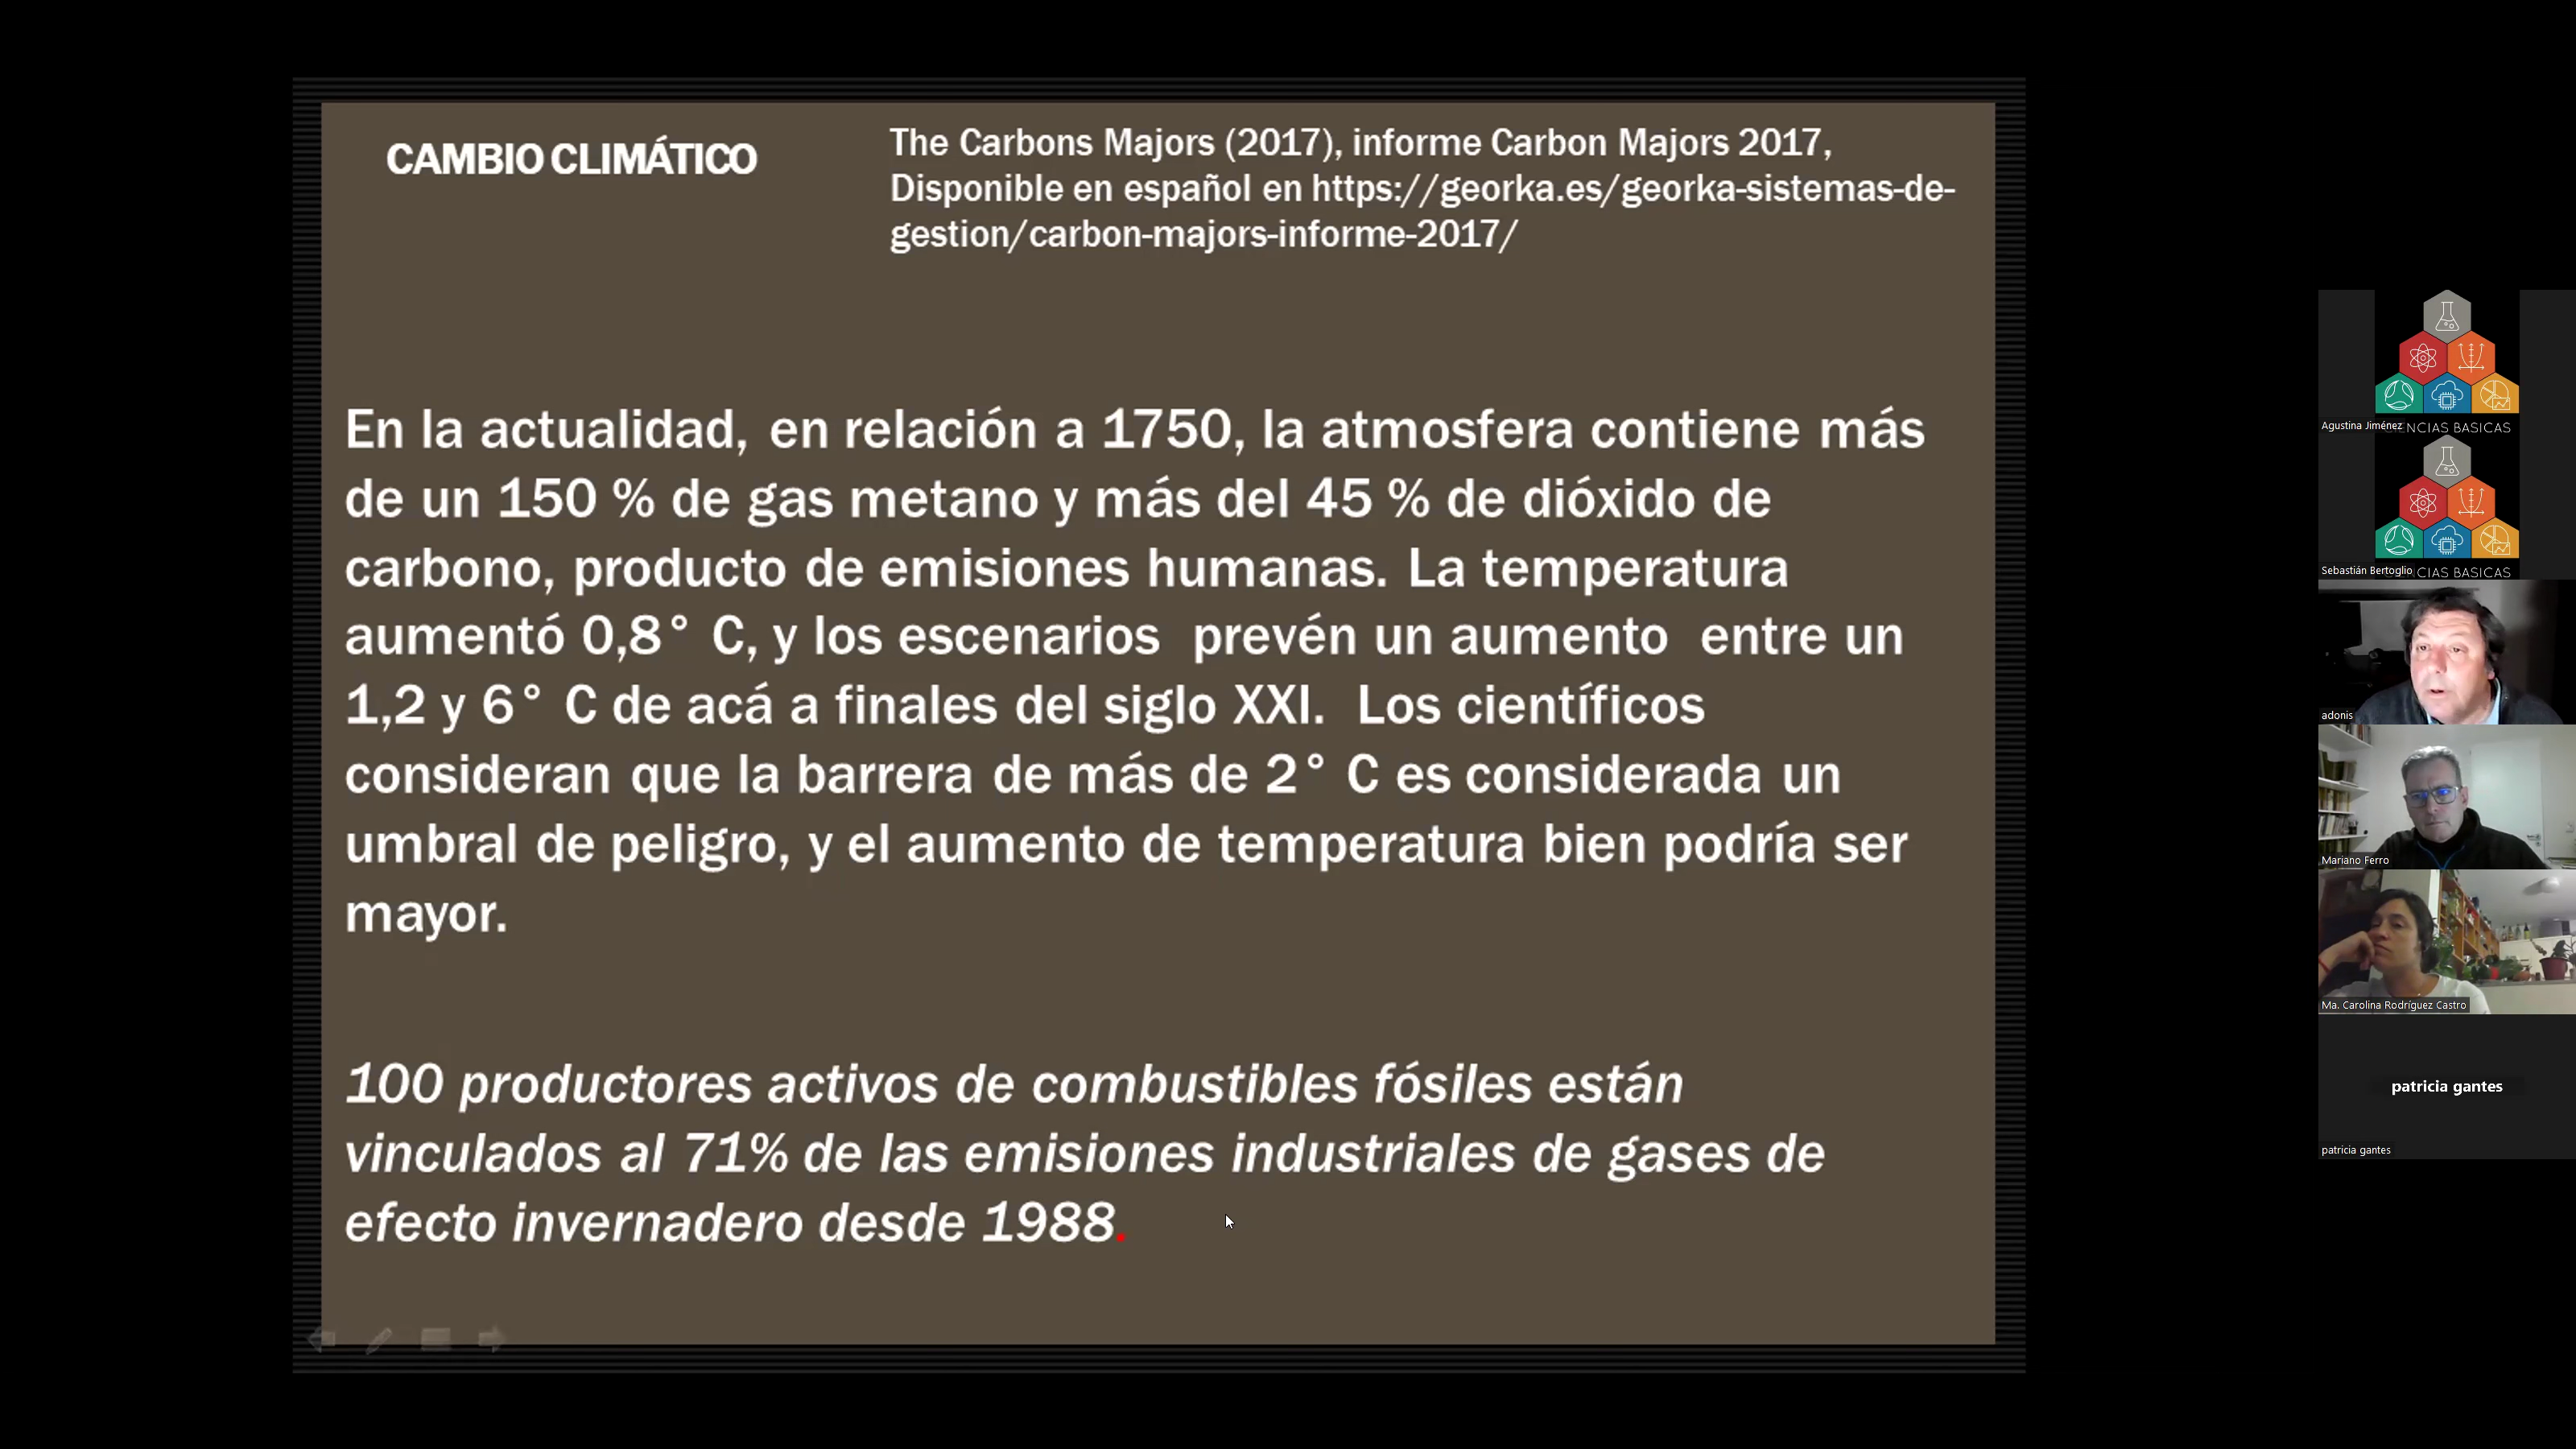 CAMBIO CLIMÁTICO
The Carbons Majors (2017), informe Carbon Majors 2017,
Disponible en español en https://georka.es/georka-sistemas-de-
gestion/carbon-majors-informe-2017/
En la actualidad, en relación a 1750, la atmosfera contiene más
de un 150 % de gas metano y más del 45 % de dióxido de
carbono, producto de emisiones humanas. La temperatura
aumentó 0,8° C, y los escenarios prevén un aumento entre un
1,2 y 6° C de acá a finales del siglo XXI. Los científicos
consideran que la barrera de más de 2° C es considerada un
umbral de peligro, y el aumento de temperatura bien podría ser
mayor.
100 productores activos de combustibles fósiles están
vinculados al 71% de las emisiones industriales de gases de
efecto invernadero desde 1988.
Agustina Jiménez
NCIAS BASICAS
Sebastián Bertoglio
CIAS BASICAS
adonis
Mariano Ferro
Ma. Carolina Rodríguez Castro
patricia gantes
patricia gantes